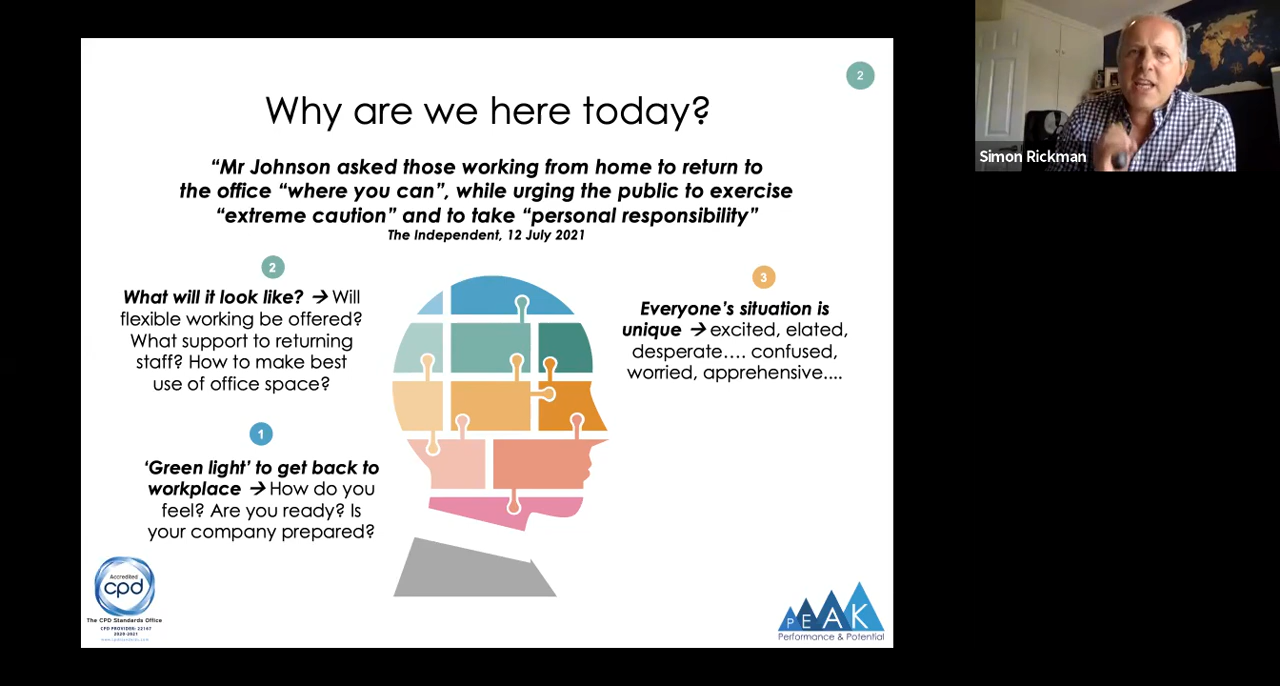 2
Why are we here today?
“Mr Johnson asked those working from home to return to
the office “where you can”, while urging the public to exercise
“extreme caution” and to take “personal responsibility”
The Independent, 12 July 2021
2
What will it look like? → Will
flexible working be offered?
What support to returning
staff? How to make best
use of office space?
1
‘Green light’ to get back to
workplace → How do you
feel? Are you ready? Is
your company prepared?
3
Everyone’s situation is
unique → excited, elated,
desperate…. confused,
worried, apprehensive....
Accredited
cpd
The CPD Standards Office
CPD PROVIDER: 22147
2020-2021
PEAK
Performance & Potential
Simon Rickman